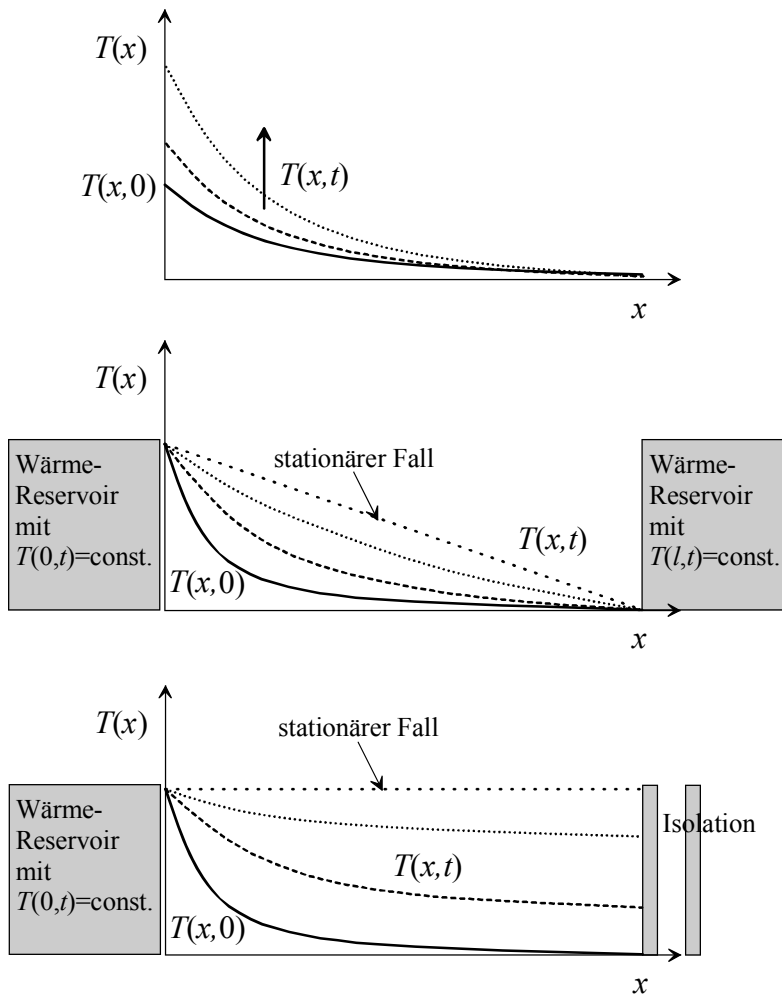 T(x)
T(x,0)
T(x,t)
x
T(x)
Wärme-
Reservoir
mit
T(0,t)=const.
stationärer Fall
T(x,t)
T(x,0)
Wärme-
Reservoir
mit
T(l,t)=const.
x
T(x)
stationärer Fall
Wärme-
Reservoir
mit
T(0,t)=const.
Isolation
T(x,t)
T(x,0)
x